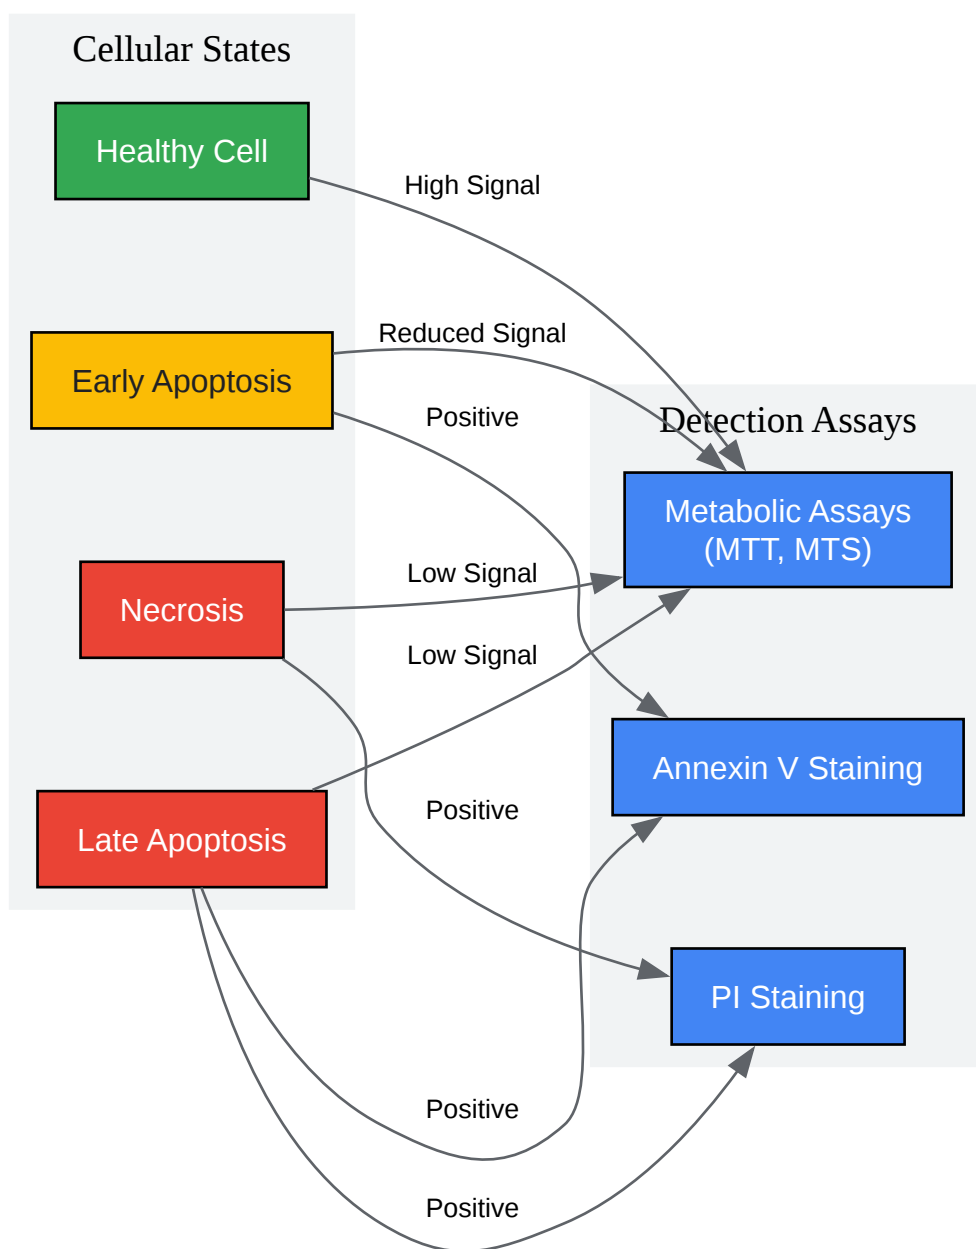 Cellular States
Healthy Cell
High Signal
Reduced Signal
Early Apoptosis
Positive
Detection Assays
Metabolic Assays
(MTT, MTS)
Low Signal
Necrosis
Low Signal
Annexin V Staining
Positive
Late Apoptosis
PI Staining
Positive
Positive